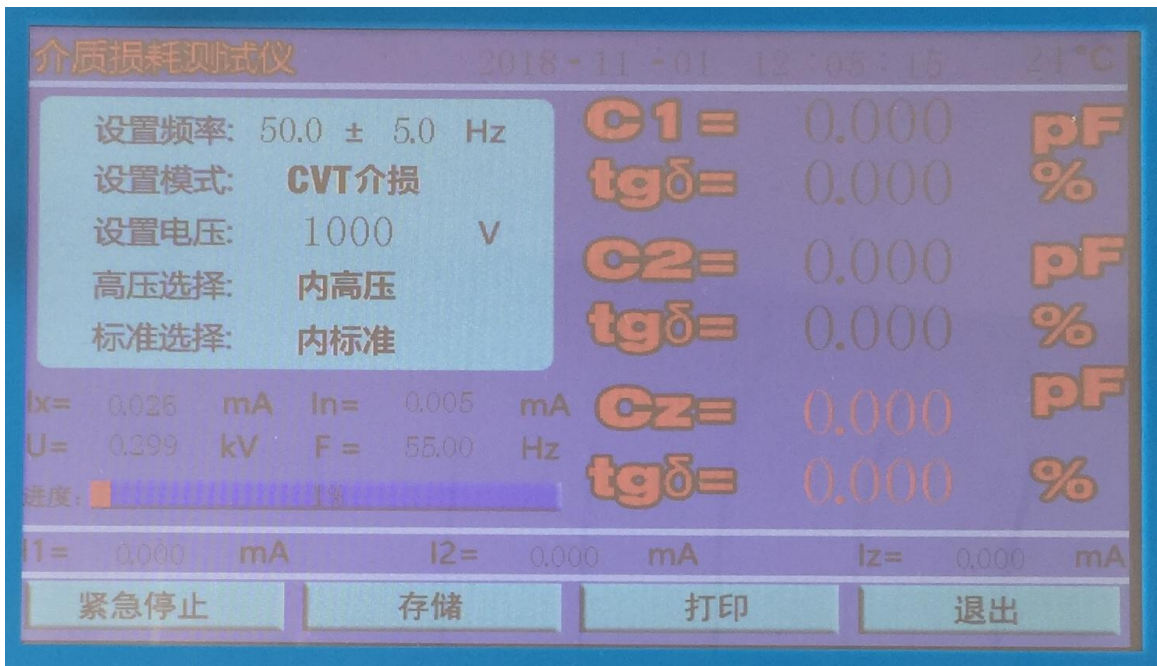 介质损耗测试仪 2018-11-01 12:05:15 24°C
设置频率: 50.0 ± 5.0 Hz
设置模式: CVT介损
设置电压: 1000 V
高压选择: 内高压
标准选择: 内标准
C1= 0.000 pF
tgδ= 0.000 %
C2= 0.000 pF
tgδ= 0.000 %
Cz= 0.000 pF
tgδ= 0.000 %
Ix= 0.026 mA In= 0.005 mA
U= 0.299 kV F = 55.00 Hz
进度: 1%
I1= 0.000 mA I2= 0.000 mA Iz= 0.000 mA
紧急停止 存储 打印 退出